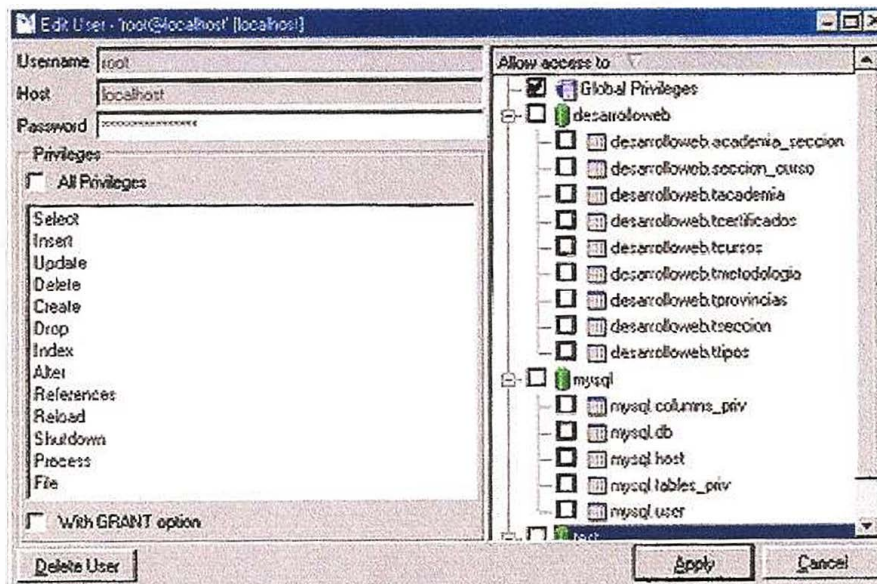 Edit User - 'root@localhost' [localhost]
Username root
Host localhost
Password ***************
Privileges
All Privileges
Select
Insert
Update
Delete
Create
Drop
Index
Alter
References
Reload
Shutdown
Process
File
With GRANT option
Delete User
Allow access to
Global Privileges
desarrolloweb
desarrolloweb.academia_seccion
desarrolloweb.seccion_curso
desarrolloweb.tacademia
desarrolloweb.tcertificados
desarrolloweb.tcursos
desarrolloweb.tmetodologia
desarrolloweb.tprovincias
desarrolloweb.tseccion
desarrolloweb.ttipos
mysql
mysql.columns_priv
mysql.db
mysql.host
mysql.tables_priv
mysql.user
test
Apply
Cancel